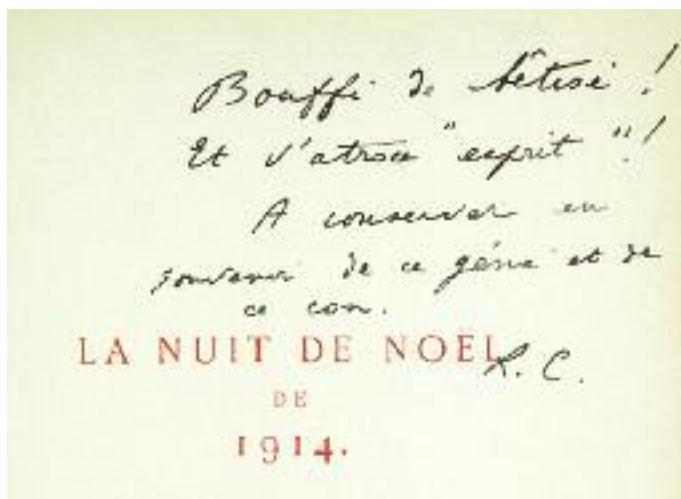 Bouffi de bêtise !
Et d'atroce "esprit" !
A conserver en
souvenir de ce génie et de
ce con.
R. C.
LA NUIT DE NOËL
DE
1914.